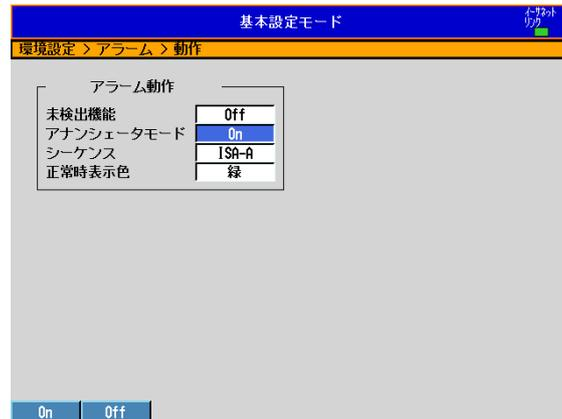 基本設定モード
イーサネット
リンク
環境設定 > アラーム > 動作
アラーム動作
未検出機能 Off
アナンシェータモード On
シーケンス ISA-A
正常時表示色 緑
On Off